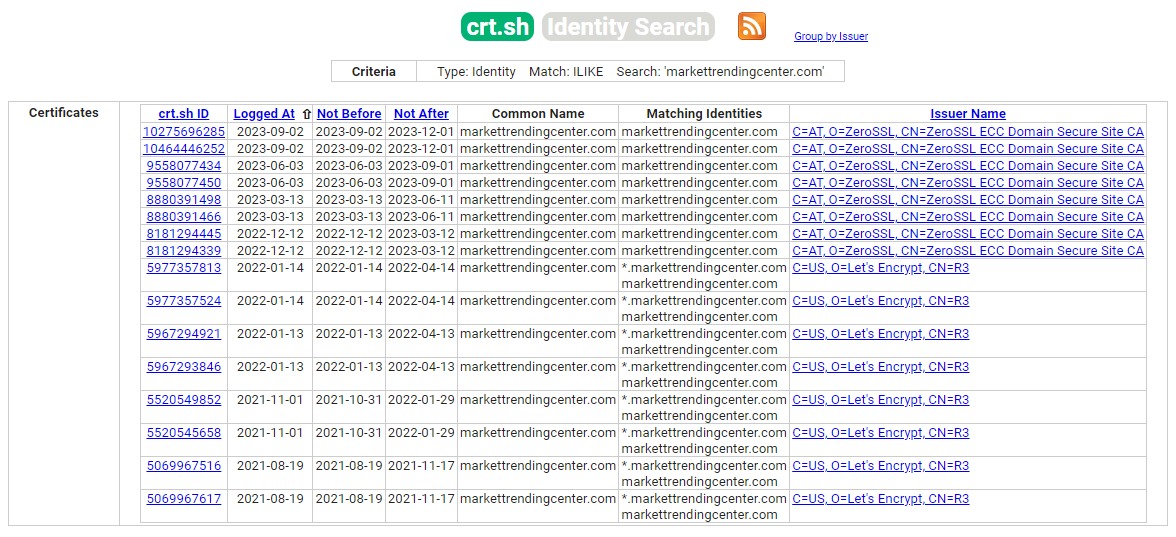 crt.sh Identity Search Group by Issuer
Criteria Type: Identity Match: ILIKE Search: 'markettrendingcenter.com'
Certificates crt.sh ID Logged At ⇧ Not Before Not After Common Name Matching Identities Issuer Name
10275696285 2023-09-02 2023-09-02 2023-12-01 markettrendingcenter.com markettrendingcenter.com C=AT, O=ZeroSSL, CN=ZeroSSL ECC Domain Secure Site CA
10464446252 2023-09-02 2023-09-02 2023-12-01 markettrendingcenter.com markettrendingcenter.com C=AT, O=ZeroSSL, CN=ZeroSSL ECC Domain Secure Site CA
9558077434 2023-06-03 2023-06-03 2023-09-01 markettrendingcenter.com markettrendingcenter.com C=AT, O=ZeroSSL, CN=ZeroSSL ECC Domain Secure Site CA
9558077450 2023-06-03 2023-06-03 2023-09-01 markettrendingcenter.com markettrendingcenter.com C=AT, O=ZeroSSL, CN=ZeroSSL ECC Domain Secure Site CA
8880391498 2023-03-13 2023-03-13 2023-06-11 markettrendingcenter.com markettrendingcenter.com C=AT, O=ZeroSSL, CN=ZeroSSL ECC Domain Secure Site CA
8880391466 2023-03-13 2023-03-13 2023-06-11 markettrendingcenter.com markettrendingcenter.com C=AT, O=ZeroSSL, CN=ZeroSSL ECC Domain Secure Site CA
8181294445 2022-12-12 2022-12-12 2023-03-12 markettrendingcenter.com markettrendingcenter.com C=AT, O=ZeroSSL, CN=ZeroSSL ECC Domain Secure Site CA
8181294339 2022-12-12 2022-12-12 2023-03-12 markettrendingcenter.com markettrendingcenter.com C=AT, O=ZeroSSL, CN=ZeroSSL ECC Domain Secure Site CA
5977357813 2022-01-14 2022-01-14 2022-04-14 markettrendingcenter.com *.markettrendingcenter.com C=US, O=Let's Encrypt, CN=R3
markettrendingcenter.com
5977357524 2022-01-14 2022-01-14 2022-04-14 markettrendingcenter.com *.markettrendingcenter.com C=US, O=Let's Encrypt, CN=R3
markettrendingcenter.com
5967294921 2022-01-13 2022-01-13 2022-04-13 markettrendingcenter.com *.markettrendingcenter.com C=US, O=Let's Encrypt, CN=R3
markettrendingcenter.com
5967293846 2022-01-13 2022-01-13 2022-04-13 markettrendingcenter.com *.markettrendingcenter.com C=US, O=Let's Encrypt, CN=R3
markettrendingcenter.com
5520549852 2021-11-01 2021-10-31 2022-01-29 markettrendingcenter.com *.markettrendingcenter.com C=US, O=Let's Encrypt, CN=R3
markettrendingcenter.com
5520545658 2021-11-01 2021-10-31 2022-01-29 markettrendingcenter.com *.markettrendingcenter.com C=US, O=Let's Encrypt, CN=R3
markettrendingcenter.com
5069967516 2021-08-19 2021-08-19 2021-11-17 markettrendingcenter.com *.markettrendingcenter.com C=US, O=Let's Encrypt, CN=R3
markettrendingcenter.com
5069967617 2021-08-19 2021-08-19 2021-11-17 markettrendingcenter.com *.markettrendingcenter.com C=US, O=Let's Encrypt, CN=R3
markettrendingcenter.com